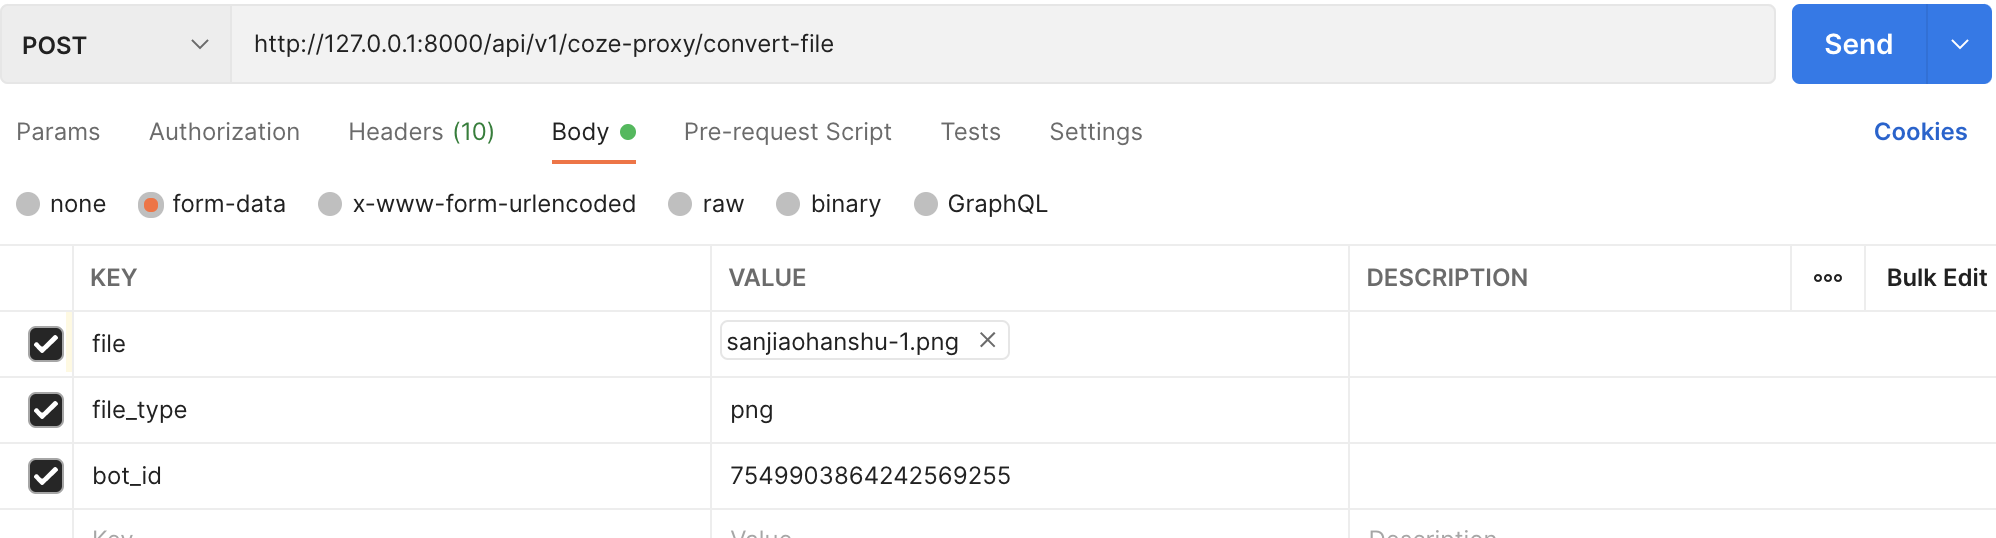 POST http://127.0.0.1:8000/api/v1/coze-proxy/convert-file Send
Params Authorization Headers (10) Body Pre-request Script Tests Settings Cookies
none form-data x-www-form-urlencoded raw binary GraphQL
KEY VALUE DESCRIPTION Bulk Edit
file sanjiaohanshu-1.png
file_type png
bot_id 7549903864242569255
Key Value Description